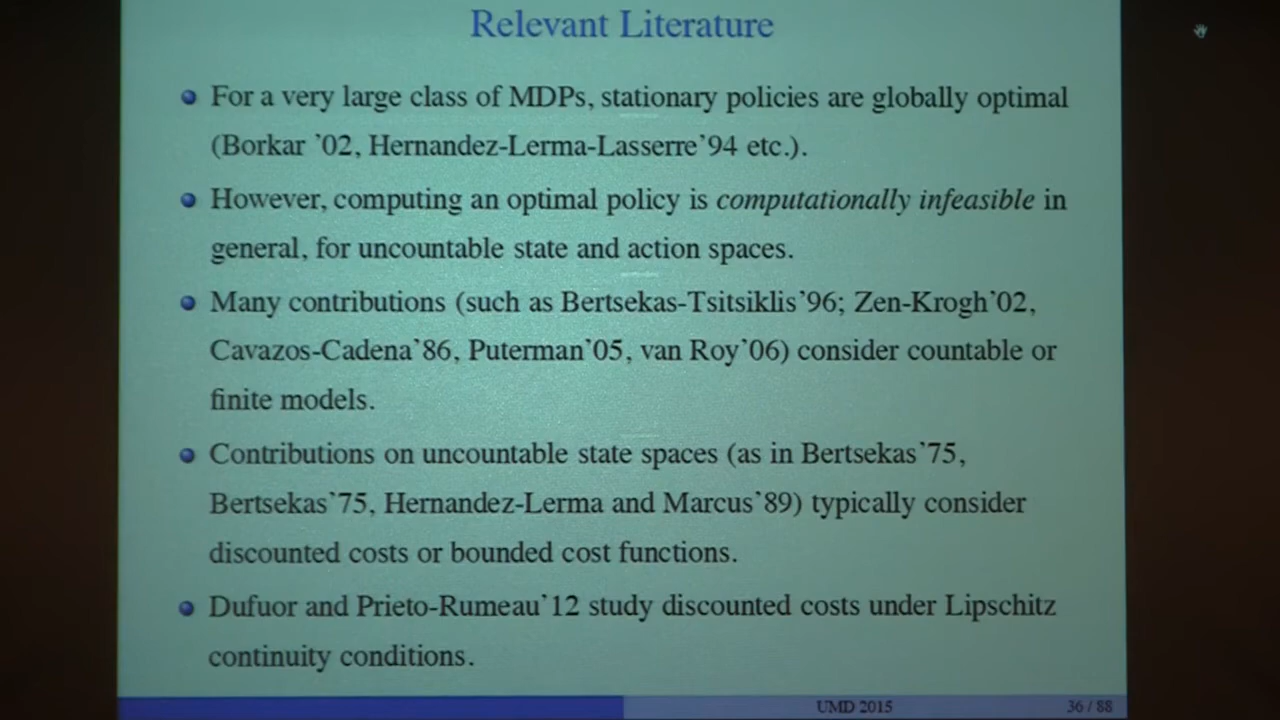 Relevant Literature
For a very large class of MDPs, stationary policies are globally optimal
(Borkar '02, Hernandez-Lerma-Lasserre'94 etc.).
However, computing an optimal policy is computationally infeasible in
general, for uncountable state and action spaces.
Many contributions (such as Bertsekas-Tsitsiklis'96; Zen-Krogh'02,
Cavazos-Cadena'86, Puterman'05, van Roy'06) consider countable or
finite models.
Contributions on uncountable state spaces (as in Bertsekas'75,
Bertsekas'75, Hernandez-Lerma and Marcus'89) typically consider
discounted costs or bounded cost functions.
Dufuor and Prieto-Rumeau'12 study discounted costs under Lipschitz
continuity conditions.
UMD 2015 36 / 88